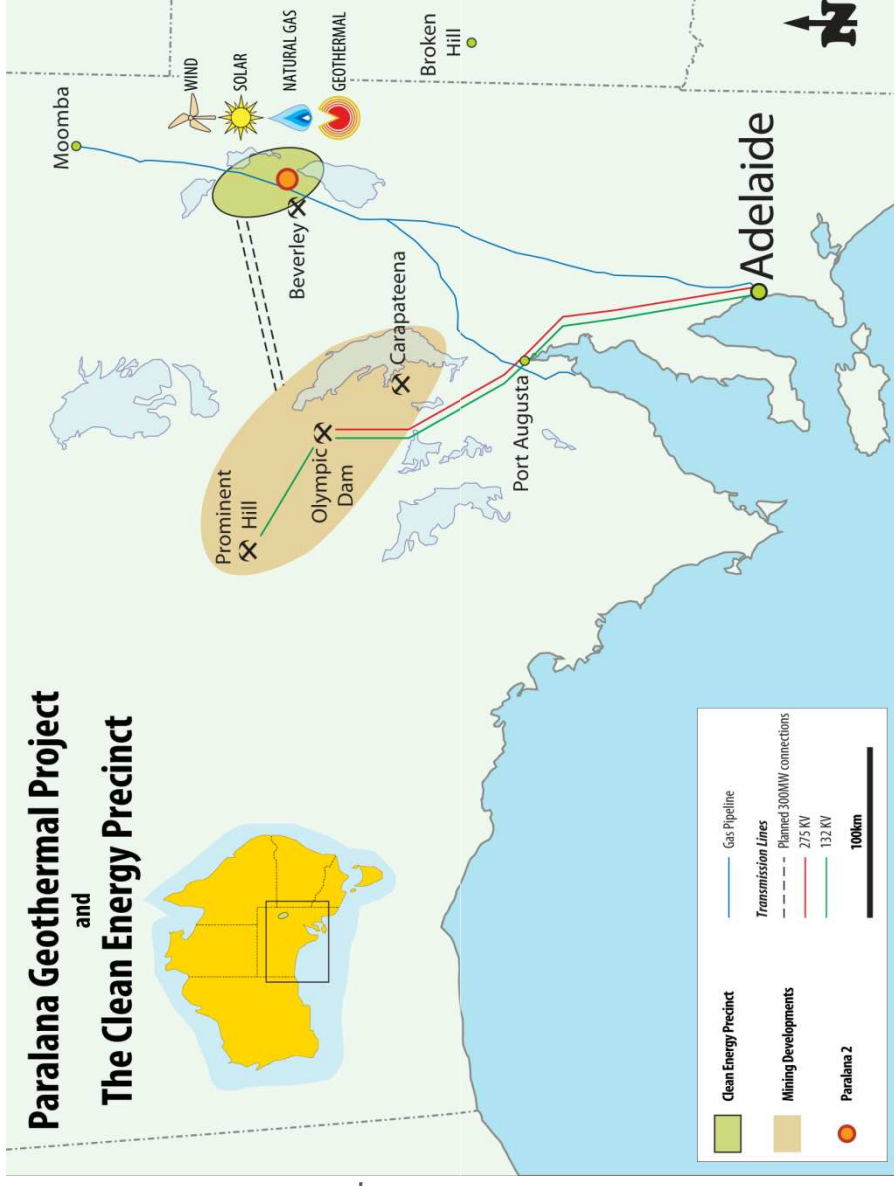 Paralana Geothermal Project
and
The Clean Energy Precinct
Moomba
WIND
SOLAR
NATURAL GAS
GEOTHERMAL
Broken
Hill
N
Beverley
Prominent
Hill
Olympic
Dam
Carapateena
Port Augusta
Adelaide
Clean Energy Precinct
Mining Developments
Paralana 2
Gas Pipeline
Transmission Lines
Planned 300MW connections
275 KV
132 KV
100km